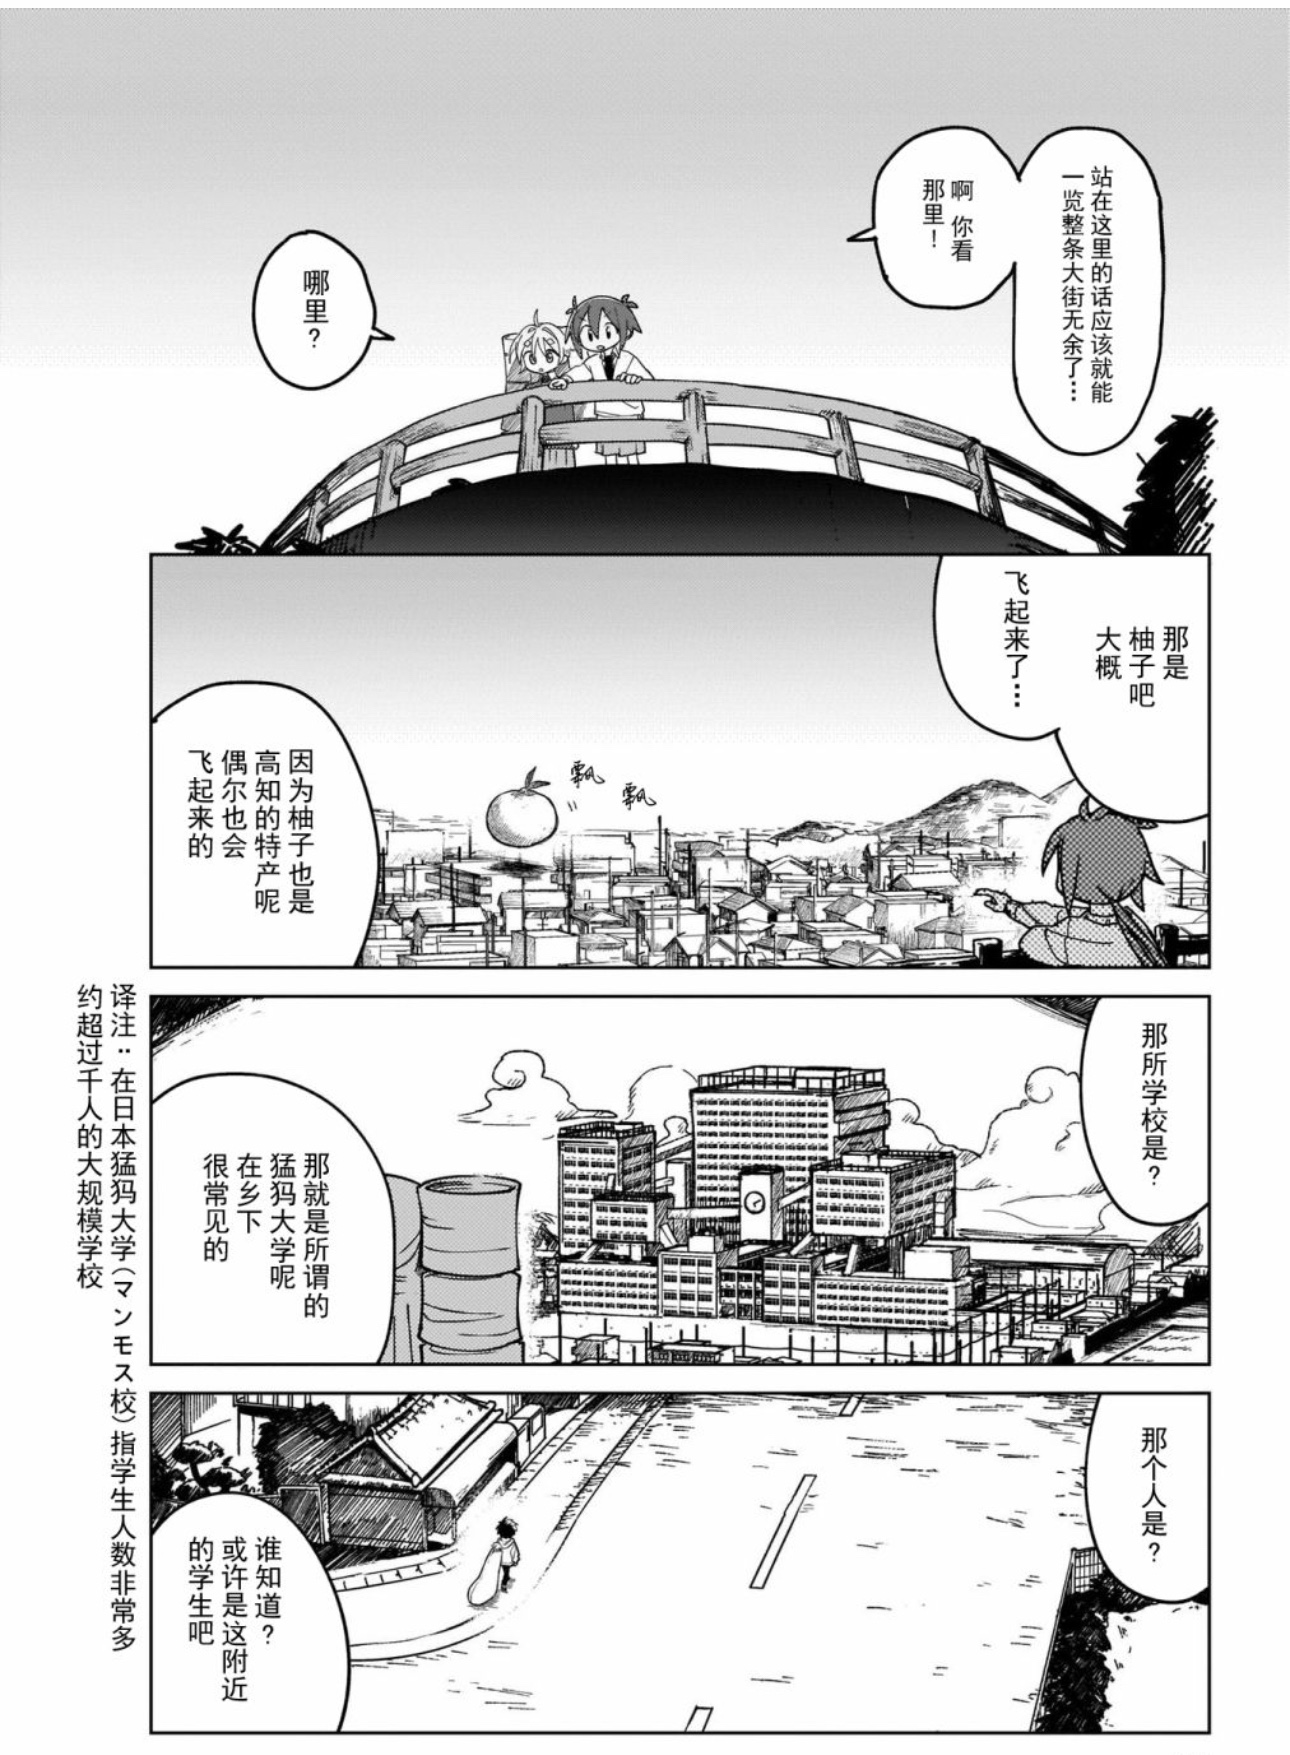 站在这里的话应该就能
一览整条大街无余了…
啊 你看
那里！
哪里？
那是
柚子吧
大概
飞起来了…
飘
飘
因为柚子也是
高知的特产呢
偶尔也会
飞起来的
那所学校是？
那就是所谓的
猛犸大学呢
在乡下
很常见的
译注：在日本猛犸大学（マンモス校）指学生人数非常多
约超过千人的大规模学校
那个人是？
谁知道？
或许是这附近
的学生吧